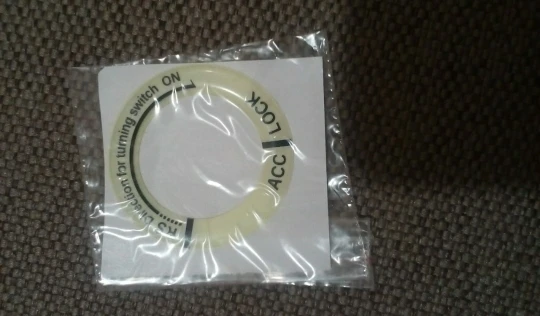 LOCK
ACC
Direction for turning switch
ON